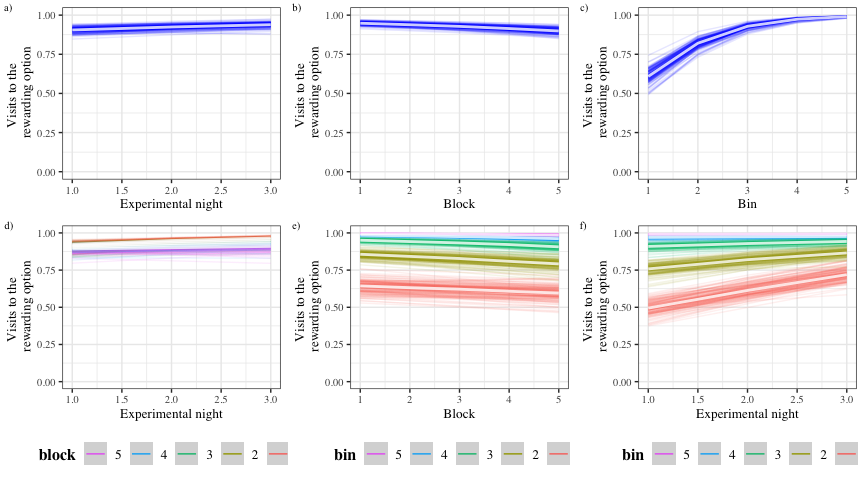 a)
Visits to the
rewarding option
1.00
0.75
0.50
0.25
0.00
1.0 1.5 2.0 2.5 3.0
Experimental night
b)
Visits to the
rewarding option
1.00
0.75
0.50
0.25
0.00
1 2 3 4 5
Block
c)
Visits to the
rewarding option
1.00
0.75
0.50
0.25
0.00
1 2 3 4 5
Bin
d)
Visits to the
rewarding option
1.00
0.75
0.50
0.25
0.00
1.0 1.5 2.0 2.5 3.0
Experimental night
e)
Visits to the
rewarding option
1.00
0.75
0.50
0.25
0.00
1 2 3 4 5
Block
f)
Visits to the
rewarding option
1.00
0.75
0.50
0.25
0.00
1.0 1.5 2.0 2.5 3.0
Experimental night
block 5 4 3 2
bin 5 4 3 2
bin 5 4 3 2